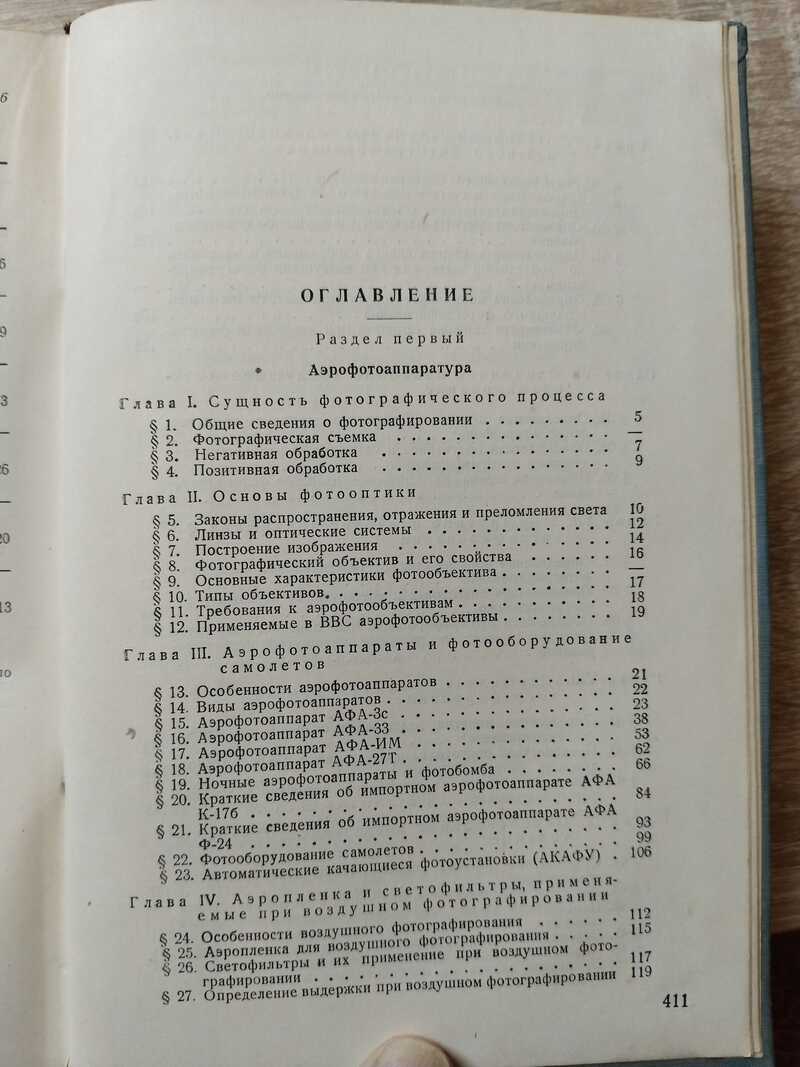 ОГЛАВЛЕНИЕ
Раздел первый
Аэрофотоаппаратура
Глава I. Сущность фотографического процесса
§ 1. Общие сведения о фотографировании . . . . . . . . . 5
§ 2. Фотографическая съемка . . . . . . . . . . . . . . . —
§ 3. Негативная обработка . . . . . . . . . . . . . . . . 7
§ 4. Позитивная обработка . . . . . . . . . . . . . . . . 9
Глава II. Основы фотооптики
§ 5. Законы распространения, отражения и преломления света 10
§ 6. Линзы и оптические системы . . . . . . . . . . . . . 12
§ 7. Построение изображения . . . . . . . . . . . . . . . 14
§ 8. Фотографический объектив и его свойства . . . . . . 16
§ 9. Основные характеристики фотообъектива . . . . . . . . —
§ 10. Типы объективов. . . . . . . . . . . . . . . . . . . 17
§ 11. Требования к аэрофотообъективам . . . . . . . . . . . 18
§ 12. Применяемые в ВВС аэрофотообъективы . . . . . . . . 19
Глава III. Аэрофотоаппараты и фотооборудование
самолетов
§ 13. Особенности аэрофотоаппаратов . . . . . . . . . . . . 21
§ 14. Виды аэрофотоаппаратов . . . . . . . . . . . . . . . 22
§ 15. Аэрофотоаппарат АФА-3с . . . . . . . . . . . . . . . 23
§ 16. Аэрофотоаппарат АФА-33 . . . . . . . . . . . . . . . 38
§ 17. Аэрофотоаппарат АФА-ИМ . . . . . . . . . . . . . . 53
§ 18. Аэрофотоаппарат АФА-27Т . . . . . . . . . . . . . . 62
§ 19. Ночные аэрофотоаппараты и фотобомба . . . . . . . . 66
§ 20. Краткие сведения об импортном аэрофотоаппарате АФА
К-17б . . . . . . . . . . . . . . . . . . . . . . . . 84
§ 21. Краткие сведения об импортном аэрофотоаппарате АФА
Ф-24 . . . . . . . . . . . . . . . . . . . . . . . . 93
§ 22. Фотооборудование самолетов . . . . . . . . . . . . . 99
§ 23. Автоматические качающиеся фотоустановки (АКАФУ) . 106
Глава IV. Аэропленка и светофильтры, применя-
емые при воздушном фотографировании
§ 24. Особенности воздушного фотографирования . . . . . . 112
§ 25. Аэропленка для воздушного фотографирования . . . . . 115
§ 26. Светофильтры и их применение при воздушном фото-
графировании . . . . . . . . . . . . . . . . . . . . 117
§ 27. Определение выдержки при воздушном фотографировании 119
411